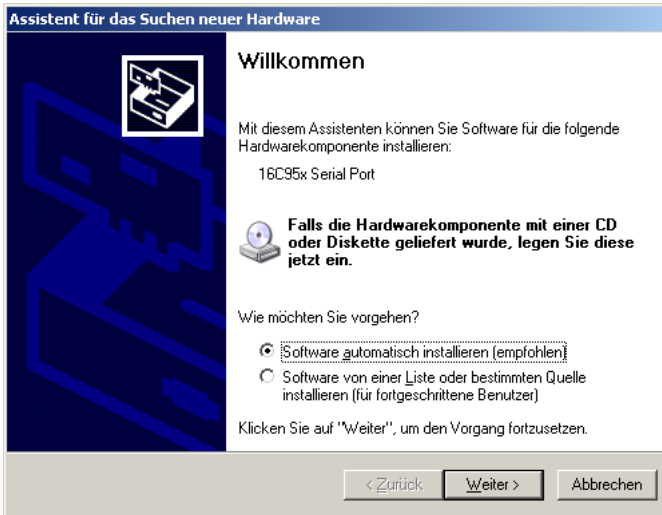 Assistent für das Suchen neuer Hardware
Willkommen
Mit diesem Assistenten können Sie Software für die folgende
Hardwarekomponente installieren:
16C95x Serial Port
Falls die Hardwarekomponente mit einer CD
oder Diskette geliefert wurde, legen Sie diese
jetzt ein.
Wie möchten Sie vorgehen?
Software automatisch installieren (empfohlen)
Software von einer Liste oder bestimmten Quelle
installieren (für fortgeschrittene Benutzer)
Klicken Sie auf "Weiter", um den Vorgang fortzusetzen.
< Zurück Weiter > Abbrechen